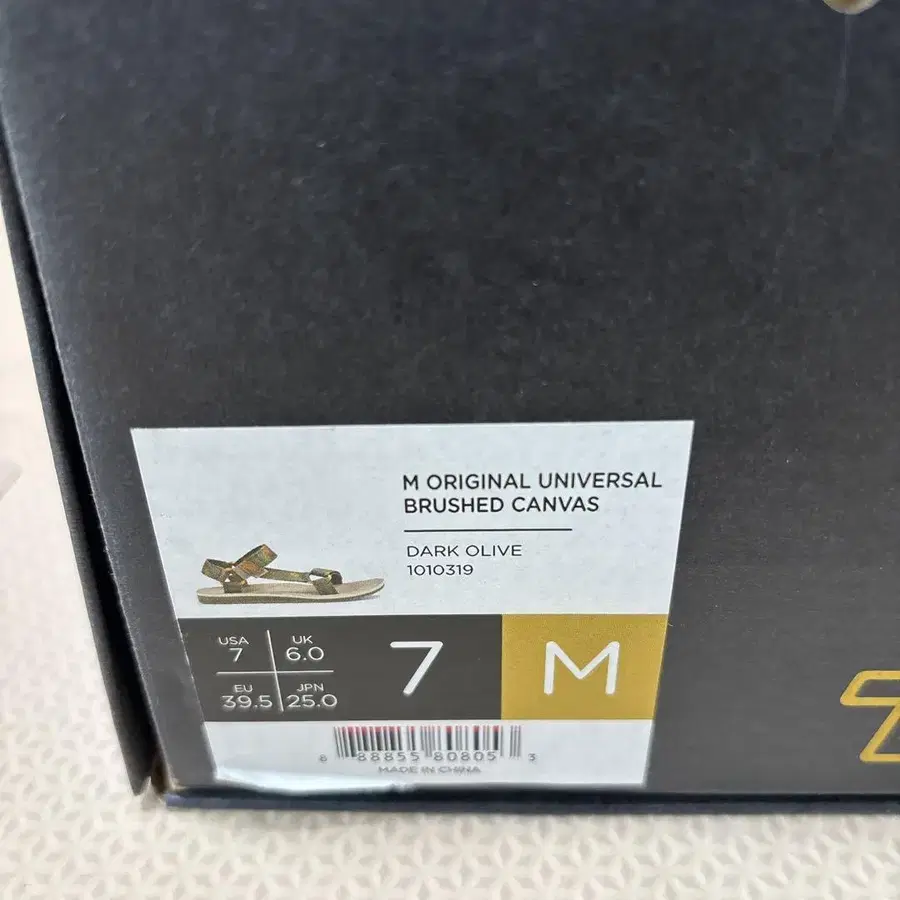 M ORIGINAL UNIVERSAL
BRUSHED CANVAS
DARK OLIVE
1010319
USA UK
7 6.0
EU JPN
39.5 25.0
7 M
8 88855 80805 3
MADE IN CHINA